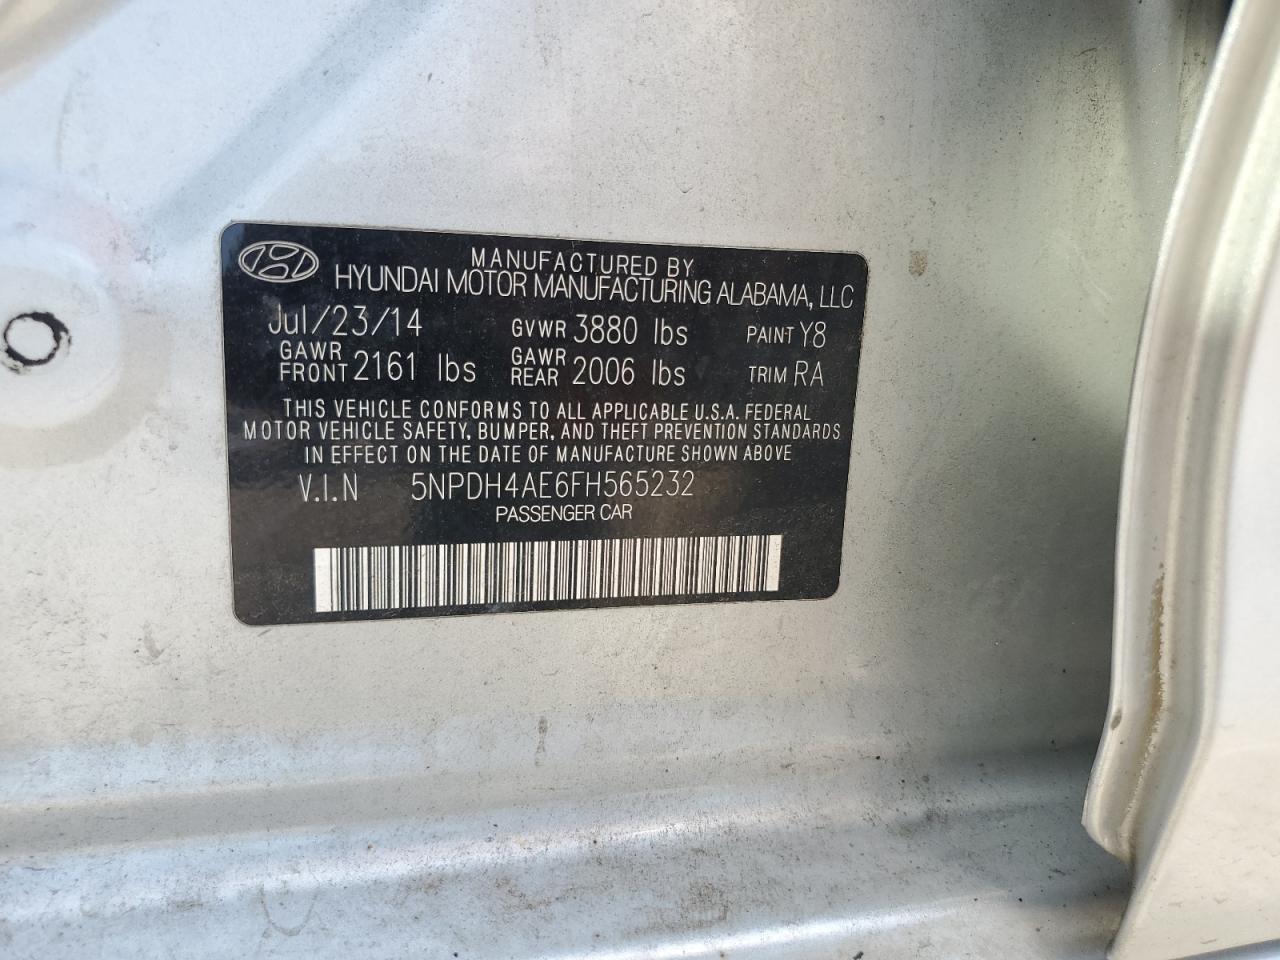 MANUFACTURED BY
HYUNDAI MOTOR MANUFACTURING ALABAMA, LLC
Jul/23/14 GVWR 3880 lbs PAINT Y8
GAWR FRONT 2161 lbs GAWR REAR 2006 lbs TRIM RA
THIS VEHICLE CONFORMS TO ALL APPLICABLE U.S.A. FEDERAL
MOTOR VEHICLE SAFETY, BUMPER, AND THEFT PREVENTION STANDARDS
IN EFFECT ON THE DATE OF MANUFACTURE SHOWN ABOVE
V.I.N 5NPDH4AE6FH565232
PASSENGER CAR